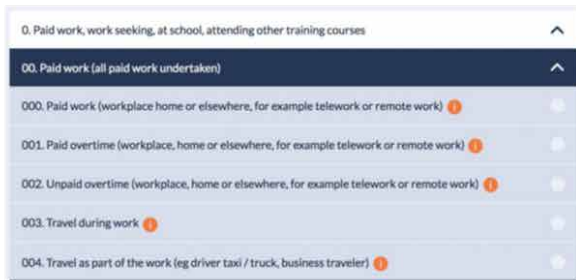 0. Paid work, work seeking, at school, attending other training courses
00. Paid work (all paid work undertaken)
000. Paid work (workplace home or elsewhere, for example telework or remote work)
001. Paid overtime (workplace, home or elsewhere, for example telework or remote work)
002. Unpaid overtime (workplace, home or elsewhere, for example telework or remote work)
003. Travel during work
004. Travel as part of the work (eg driver taxi / truck, business traveler)